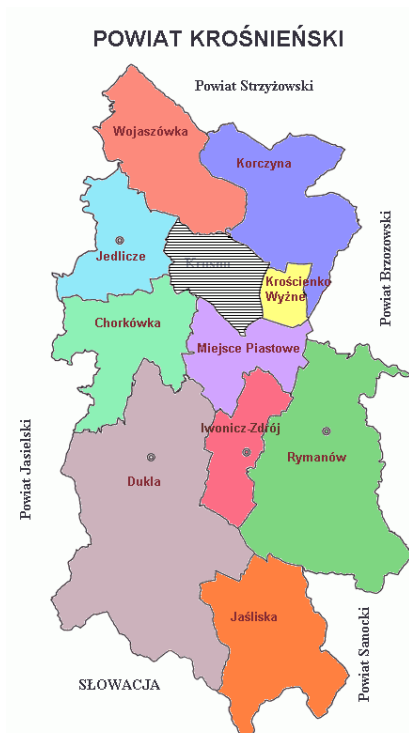 POWIAT KROŚNIEŃSKI
Powiat Strzyżowski
Wojaszówka
Korczyna
Powiat Brzozowski
Jedlicze
Krosno
Krościenko
Wyżne
Chorkówka
Miejsce Piastowe
Iwonicz-Zdrój
Rymanów
Powiat Jasielski
Dukla
Jaśliska
Powiat Sanocki
SŁOWACJA